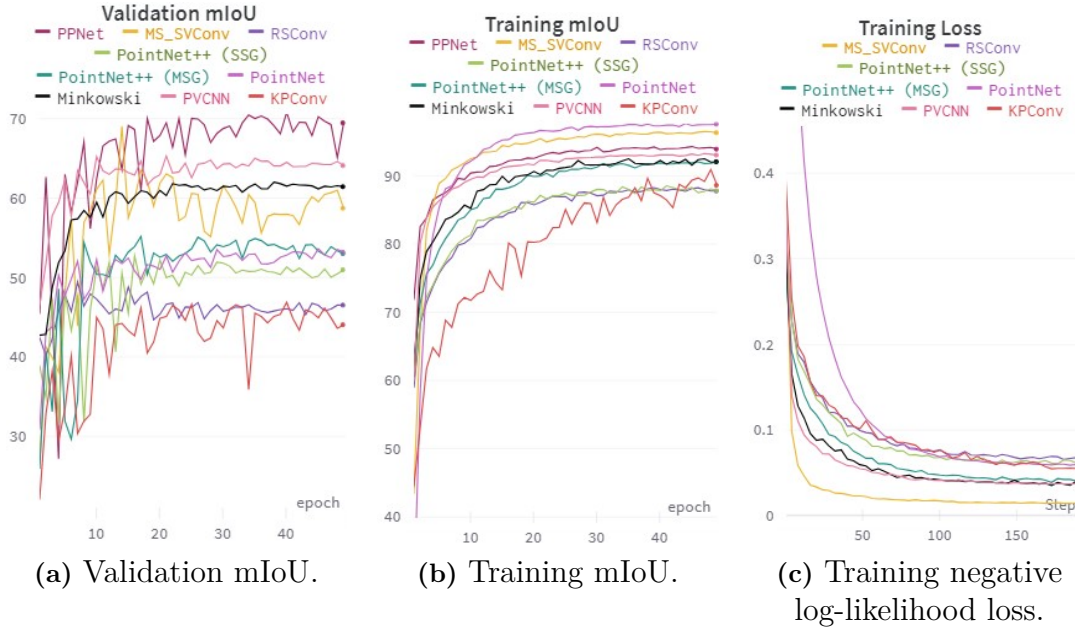 Validation mIoU
PPNet MS_SVConv RSConv
PointNet++ (SSG)
PointNet++ (MSG) PointNet
Minkowski PVCNN KPConv
70
60
50
40
30
epoch
10 20 30 40
(a) Validation mIoU.
Training mIoU
PPNet MS_SVConv RSConv
PointNet++ (SSG)
PointNet++ (MSG) PointNet
Minkowski PVCNN KPConv
90
80
70
60
50
40
epoch
10 20 30 40
(b) Training mIoU.
Training Loss
MS_SVConv RSConv
PointNet++ (SSG)
PointNet++ (MSG) PointNet
Minkowski PVCNN KPConv
0.4
0.3
0.2
0.1
0
Step
50 100 150
(c) Training negative
log-likelihood loss.